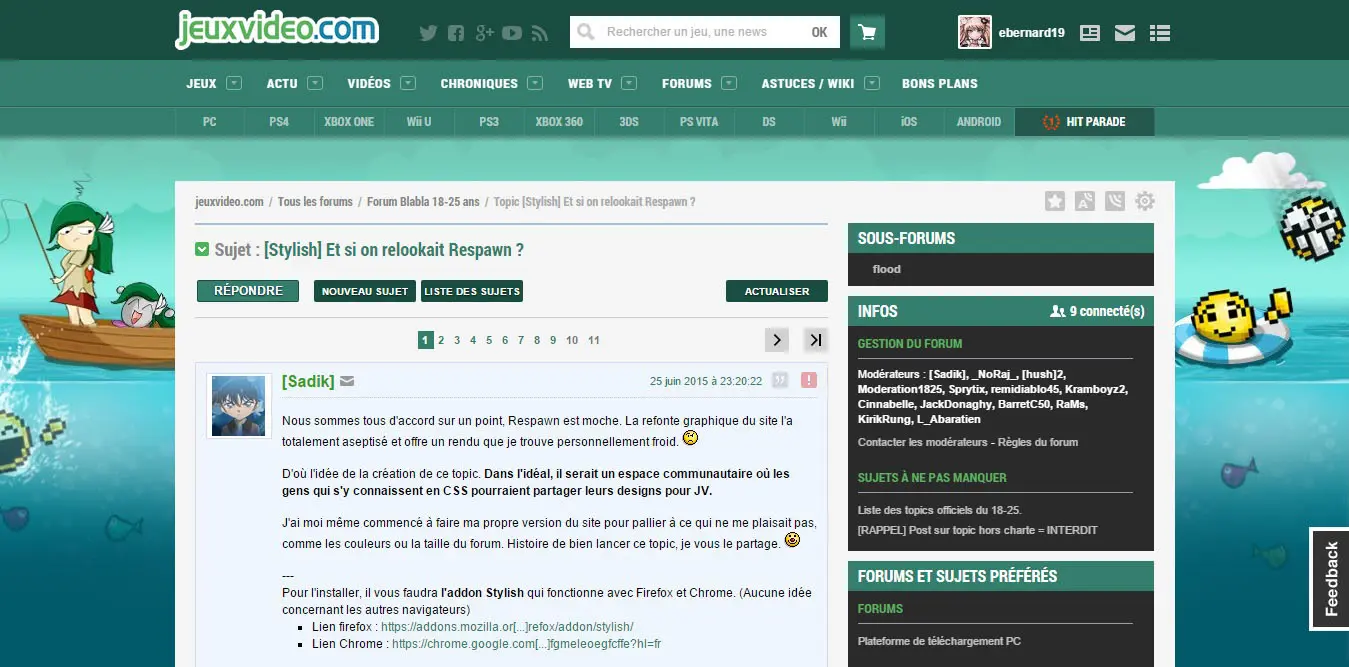 jeuxvideo.com
Rechercher un jeu, une news OK
ebernard19
JEUX ACTU VIDÉOS CHRONIQUES WEB TV FORUMS ASTUCES / WIKI BONS PLANS
PC PS4 XBOX ONE Wii U PS3 XBOX 360 3DS PS VITA DS Wii iOS ANDROID HIT PARADE
jeuxvideo.com / Tous les forums / Forum Blabla 18-25 ans / Topic [Stylish] Et si on relookait Respawn ?
Sujet : [Stylish] Et si on relookait Respawn ?
RÉPONDRE NOUVEAU SUJET LISTE DES SUJETS ACTUALISER
1 2 3 4 5 6 7 8 9 10 11
[Sadik] 25 juin 2015 à 23:20:22
Nous sommes tous d'accord sur un point, Respawn est moche. La refonte graphique du site l'a
totalement aseptisé et offre un rendu que je trouve personnellement froid.
D'où l'idée de la création de ce topic. Dans l'idéal, il serait un espace communautaire où les
gens qui s'y connaissent en CSS pourraient partager leurs designs pour JV.
J'ai moi même commencé à faire ma propre version du site pour pallier à ce qui ne me plaisait pas,
comme les couleurs ou la taille du forum. Histoire de bien lancer ce topic, je vous le partage.
---
Pour l'installer, il vous faudra l'addon Stylish qui fonctionne avec Firefox et Chrome. (Aucune idée
concernant les autres navigateurs)
Lien firefox : https://addons.mozilla.or[...]refox/addon/stylish/
Lien Chrome : https://chrome.google.com[...]fgmeleoegfcffe?hl=fr
SOUS-FORUMS
flood
INFOS 9 connecté(s)
GESTION DU FORUM
Modérateurs : [Sadik], _NoRaj_, [hush]2,
Moderation1825, Sprytix, remidiablo45, Kramboyz2,
Cinnabelle, JackDonaghy, BarretC50, RaMs,
KirikRung, L_Abaratien
Contacter les modérateurs - Règles du forum
SUJETS À NE PAS MANQUER
Liste des topics officiels du 18-25.
[RAPPEL] Post sur topic hors charte = INTERDIT
FORUMS ET SUJETS PRÉFÉRÉS
FORUMS
Plateforme de téléchargement PC
Feedback